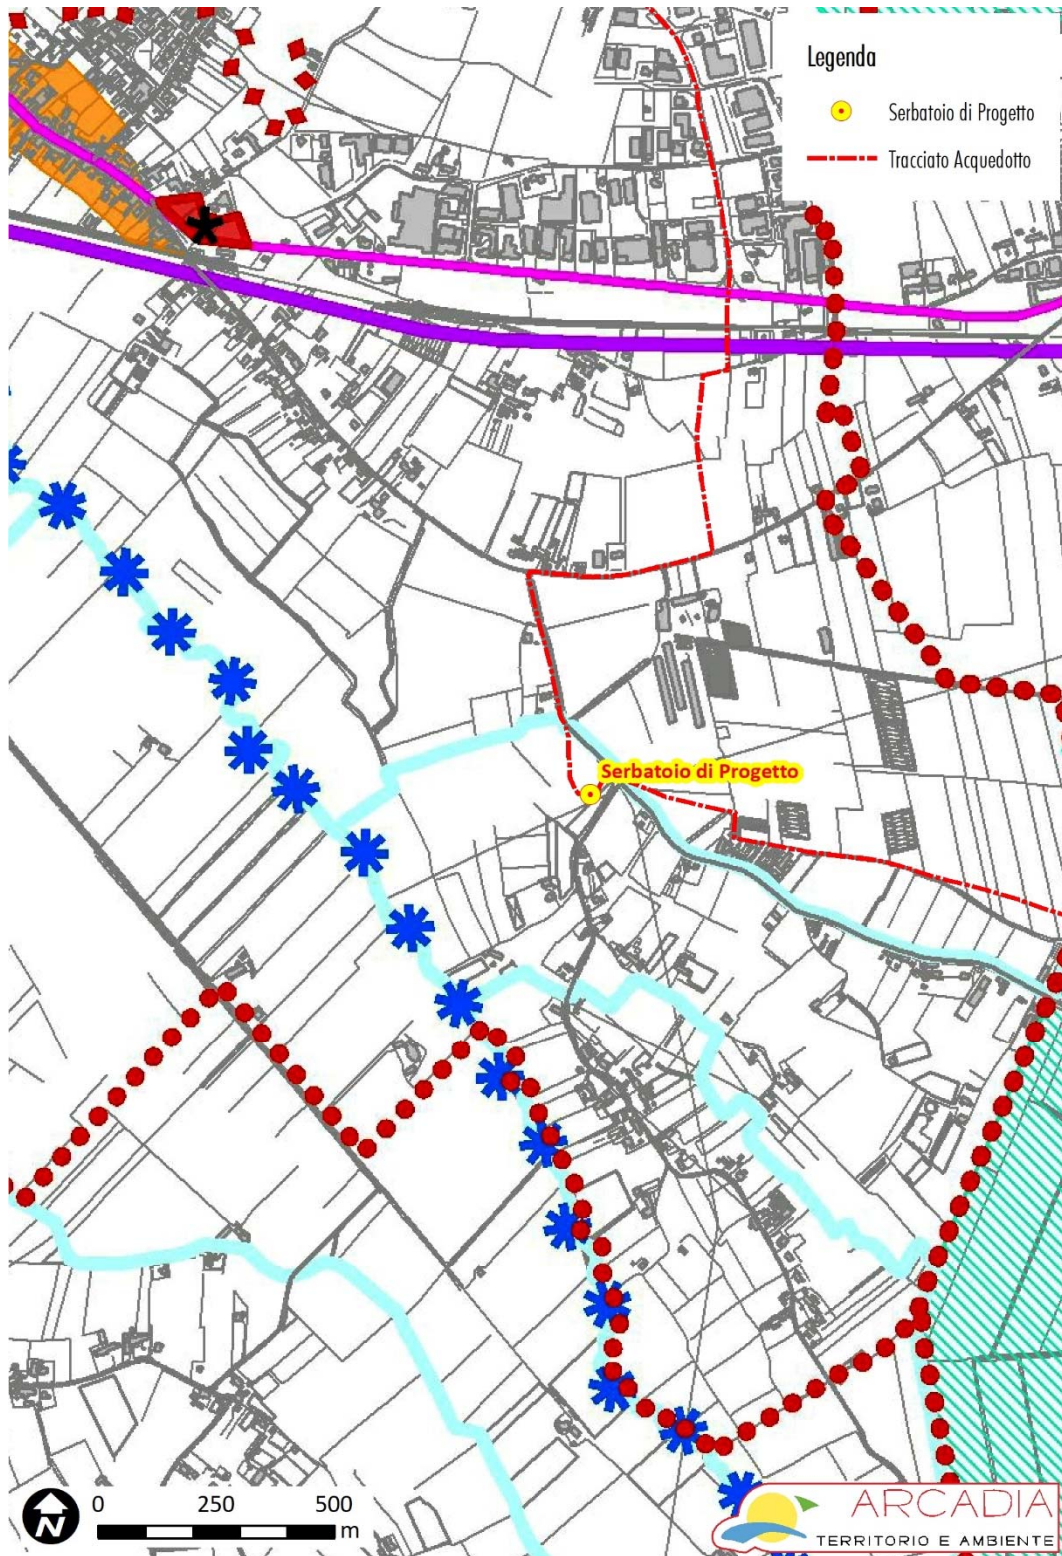 Legenda
Serbatoio di Progetto
Tracciato Acquedotto
Serbatoio di Progetto
N
0 250 500
m
ARCADIA
TERRITORIO E AMBIENTE